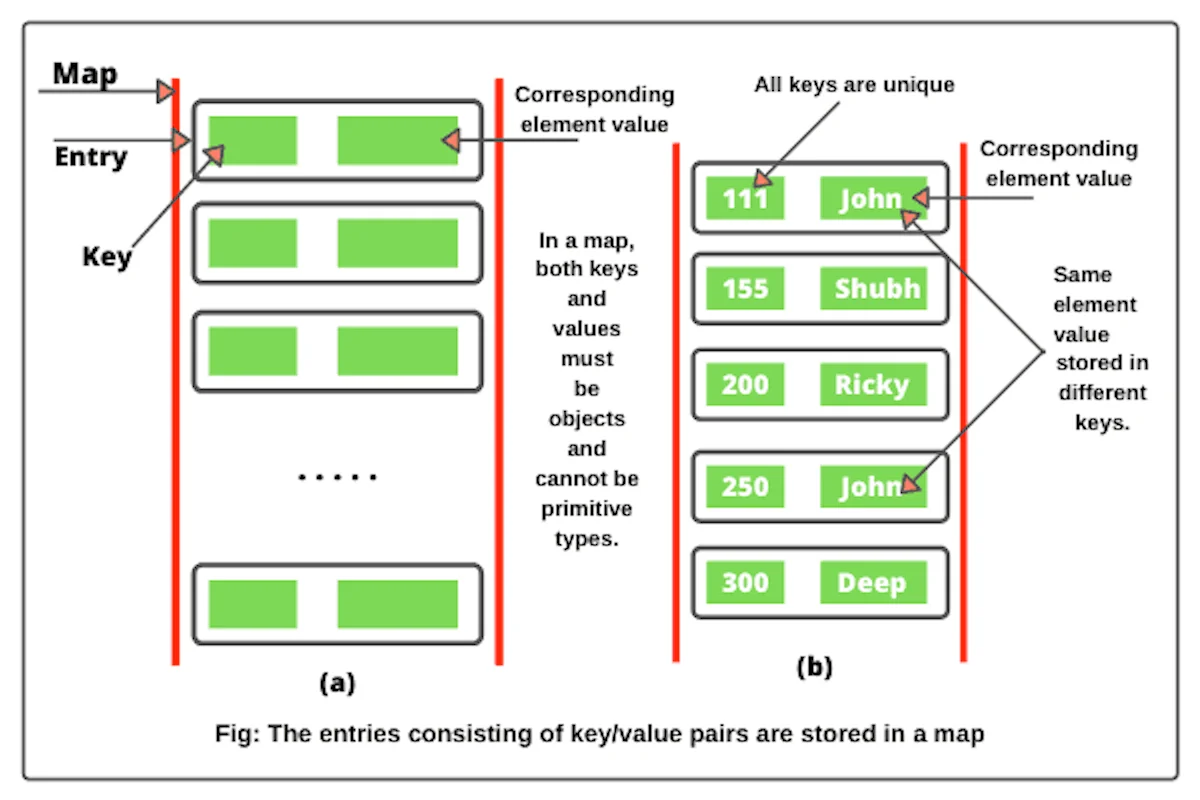 Map
Entry
Key
Corresponding
element value
In a map,
both keys
and
values
must
be
objects
and
cannot be
primitive
types.
.....
(a)
All keys are unique
Corresponding
element value
111 John
155 Shubh
200 Ricky
250 John
300 Deep
Same
element
value
stored in
different
keys.
(b)
Fig: The entries consisting of key/value pairs are stored in a map